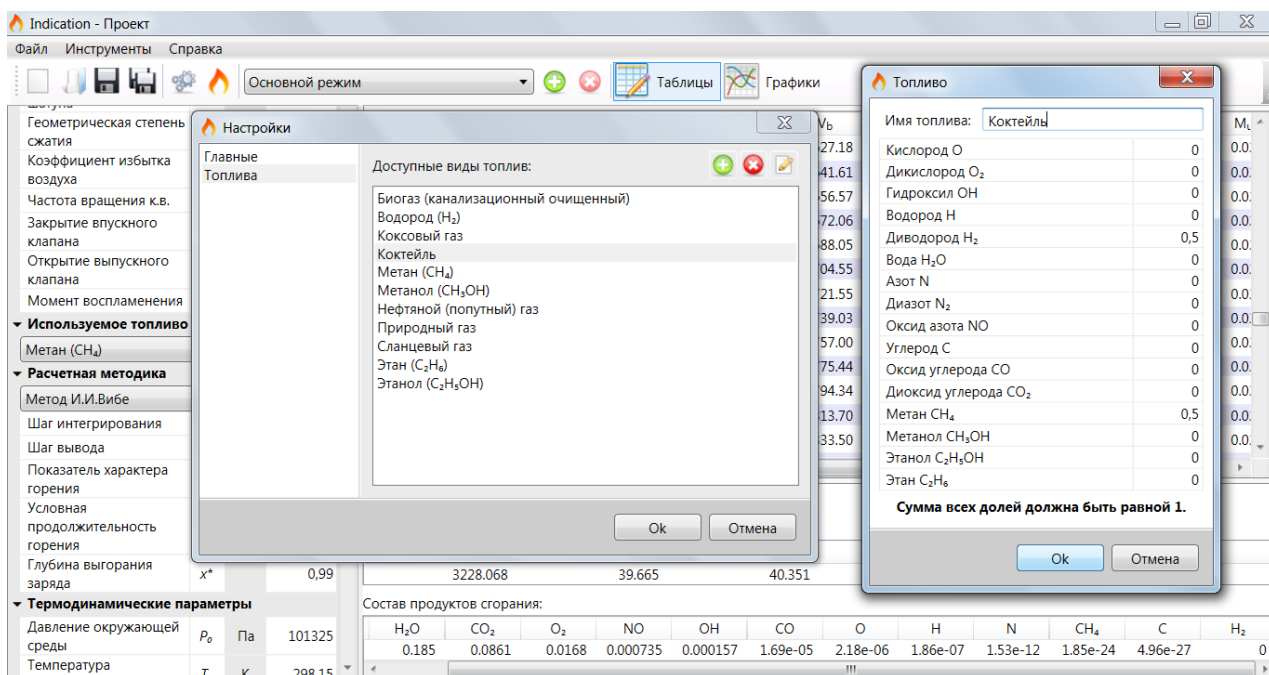 Indication - Проект
Файл Инструменты Справка
Основной режим
Таблицы
Графики
Геометрическая степень
сжатия
Коэффициент избытка
воздуха
Частота вращения к.в.
Закрытие впускного
клапана
Открытие выпускного
клапана
Момент воспламенения
Используемое топливо
Метан (CH₄)
Расчетная методика
Метод И.И.Вибе
Шаг интегрирования
Шаг вывода
Показатель характера
горения
Условная
продолжительность
горения
Глубина выгорания
заряда
x* 0,99
Термодинамические параметры
Давление окружающей
среды
P₀ Па 101325
Температура
T K 298,15
Настройки
Главные
Топлива
Доступные виды топлив:
Биогаз (канализационный очищенный)
Водород (H₂)
Коксовый газ
Коктейль
Метан (CH₄)
Метанол (CH₃OH)
Нефтяной (попутный) газ
Природный газ
Сланцевый газ
Этан (C₂H₆)
Этанол (C₂H₅OH)
Ok Отмена
27.18
41.61
56.57
72.06
88.05
04.55
21.55
39.03
57.00
75.44
94.34
13.70
33.50
Топливо
Имя топлива: Коктейль
Кислород O 0
Дикислород O₂ 0
Гидроксил OH 0
Водород H 0
Диводород H₂ 0,5
Вода H₂O 0
Азот N 0
Диазот N₂ 0
Оксид азота NO 0
Углерод C 0
Оксид углерода CO 0
Диоксид углерода CO₂ 0
Метан CH₄ 0,5
Метанол CH₃OH 0
Этанол C₂H₅OH 0
Этан C₂H₆ 0
Сумма всех долей должна быть равной 1.
Ok Отмена
3228.068 39.665 40.351
Состав продуктов сгорания:
H₂O CO₂ O₂ NO OH CO O H N CH₄ C H₂
0.185 0.0861 0.0168 0.000735 0.000157 1.69e-05 2.18e-06 1.86e-07 1.53e-12 1.85e-24 4.96e-27 0